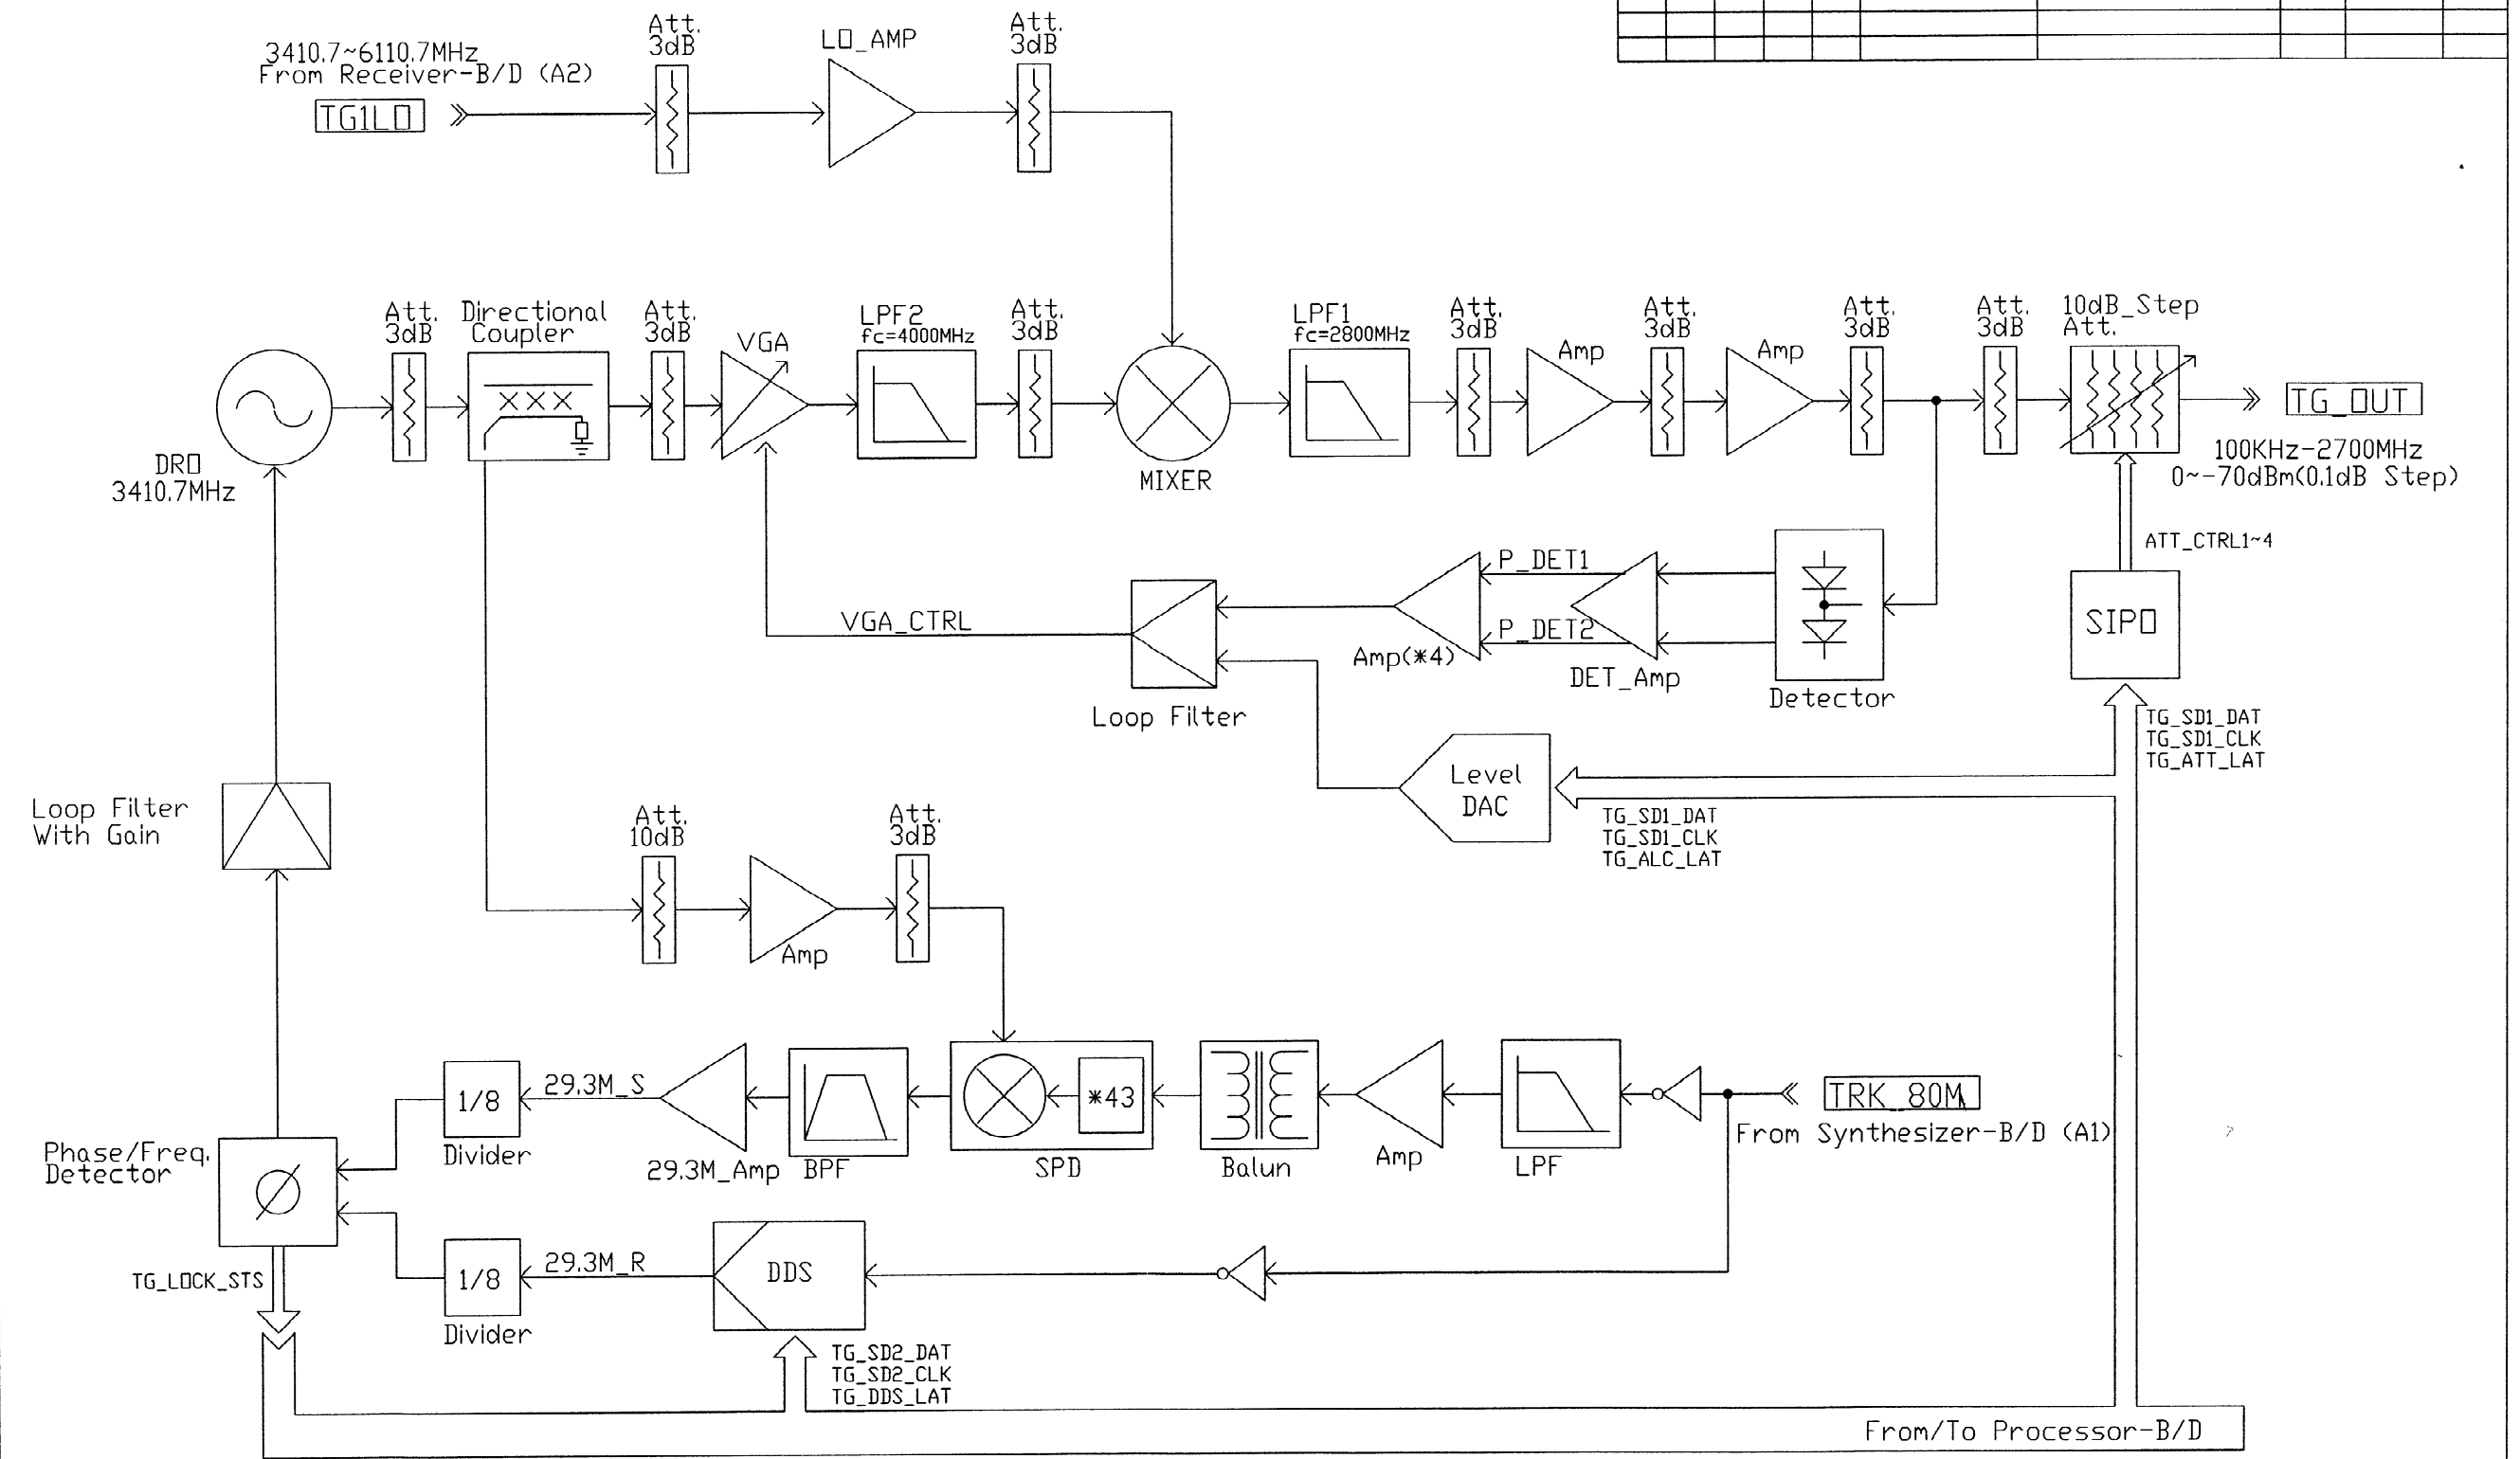 Att.
3dB
LO_AMP
Att.
3dB
3410.7~6110.7MHz
From Receiver-B/D (A2)
TG1LO
Att.
3dB
Directional
Coupler
Att.
3dB
VGA
LPF2
fc=4000MHz
Att.
3dB
LPF1
fc=2800MHz
Att.
3dB
Amp
Att.
3dB
Amp
Att.
3dB
Att.
3dB
10dB_Step
Att.
TG_OUT
100KHz-2700MHz
0~-70dBm(0.1dB Step)
DRO
3410.7MHz
MIXER
ATT_CTRL1~4
P_DET1
P_DET2
VGA_CTRL
Amp(*4)
DET_Amp
Detector
SIPO
Loop Filter
TG_SD1_DAT
TG_SD1_CLK
TG_ATT_LAT
Level
DAC
TG_SD1_DAT
TG_SD1_CLK
TG_ALC_LAT
Loop Filter
With Gain
Att.
10dB
Amp
Att.
3dB
1/8
Divider
29.3M_S
29.3M_Amp
BPF
*43
SPD
Balun
Amp
LPF
TRK_80M
From Synthesizer-B/D (A1)
Phase/Freq.
Detector
Ø
TG_LOCK_STS
1/8
Divider
29.3M_R
DDS
TG_SD2_DAT
TG_SD2_CLK
TG_DDS_LAT
From/To Processor-B/D